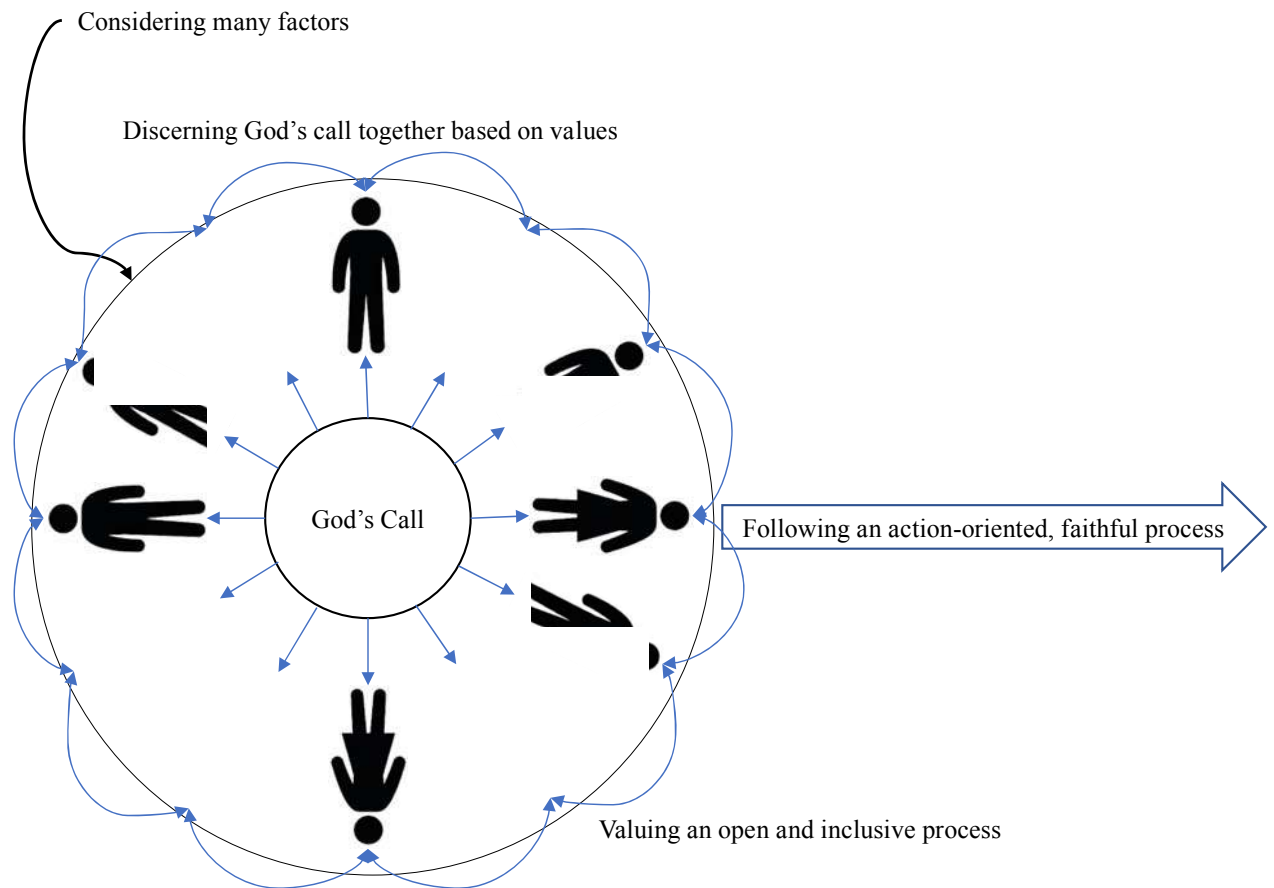 Considering many factors
Discerning God’s call together based on values
God’s Call
Following an action-oriented, faithful process
Valuing an open and inclusive process